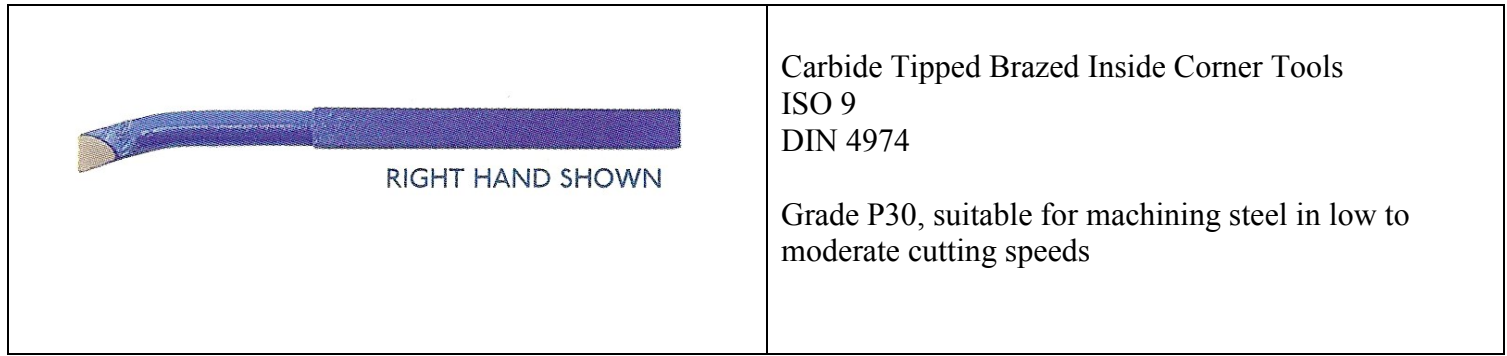 RIGHT HAND SHOWN
Carbide Tipped Brazed Inside Corner Tools
ISO 9
DIN 4974
Grade P30, suitable for machining steel in low to
moderate cutting speeds